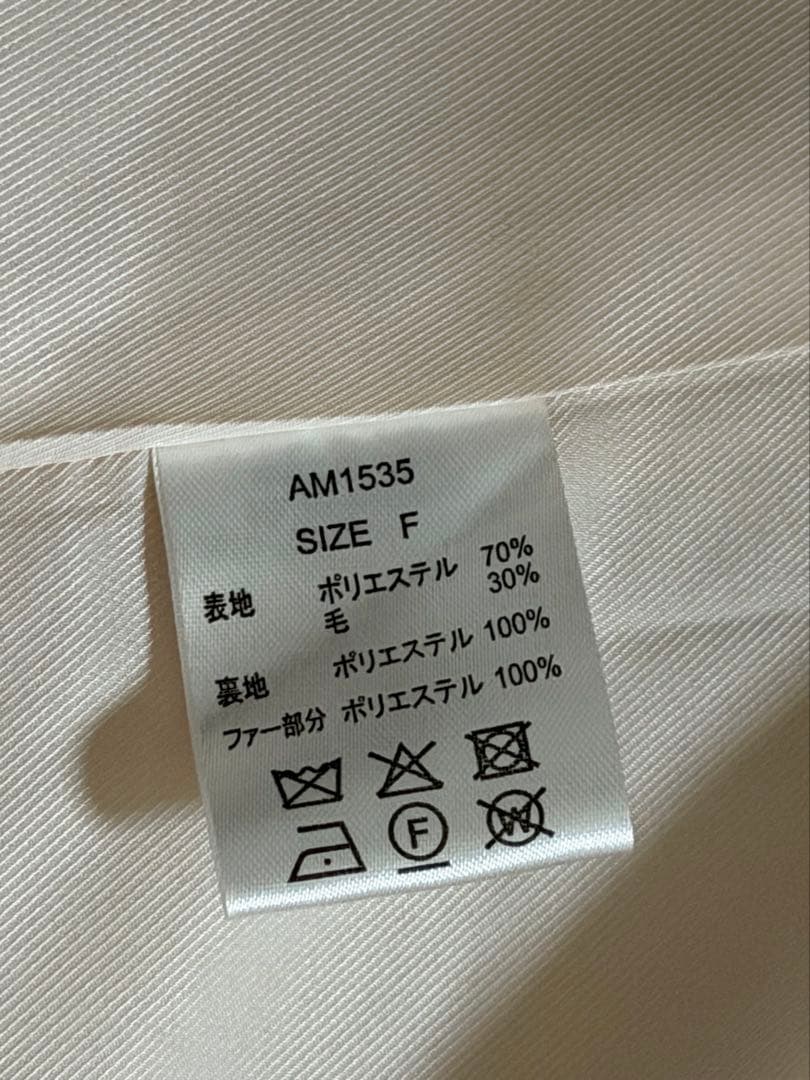 AM1535
SIZE F
表地 ポリエステル 70%
毛 30%
裏地 ポリエステル 100%
ファー部分 ポリエステル 100%
F
W